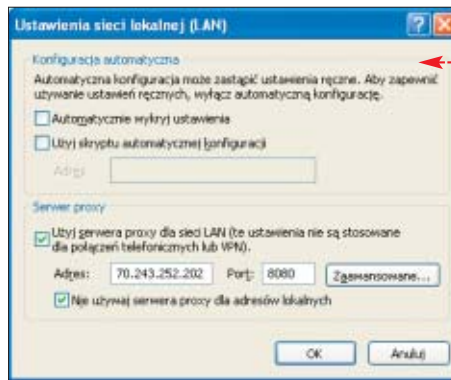 Ustawienia sieci lokalnej (LAN)
Konfiguracja automatyczna
Automatyczna konfiguracja może zastąpić ustawienia ręczne. Aby zapewnić
używanie ustawień ręcznych, wyłącz automatyczną konfigurację.
Automatycznie wykryj ustawienia
Użyj skryptu automatycznej konfiguracji
Adres
Serwer proxy
Użyj serwera proxy dla sieci LAN (te ustawienia nie są stosowane
dla połączeń telefonicznych lub VPN).
Adres: 70.243.252.202 Port: 8080 Zaawansowane...
Nie używaj serwera proxy dla adresów lokalnych
OK Anuluj